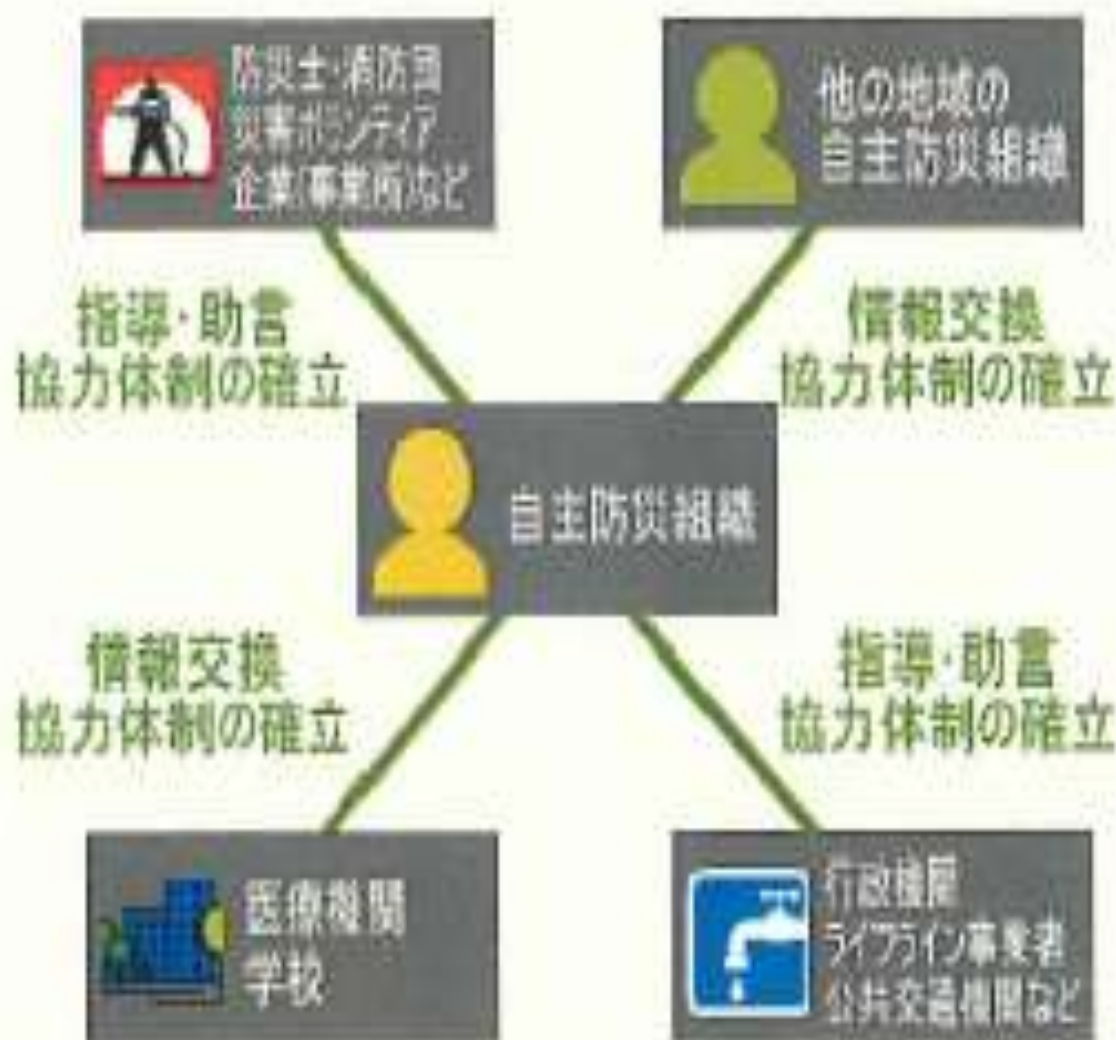 防災士・消防団
災害ボランティア
企業(事業所)など
他の地域の
自主防災組織
指導・助言
協力体制の確立
情報交換
協力体制の確立
自主防災組織
情報交換
協力体制の確立
指導・助言
協力体制の確立
医療機関
学校
行政機関
ライフライン事業者
公共交通機関など